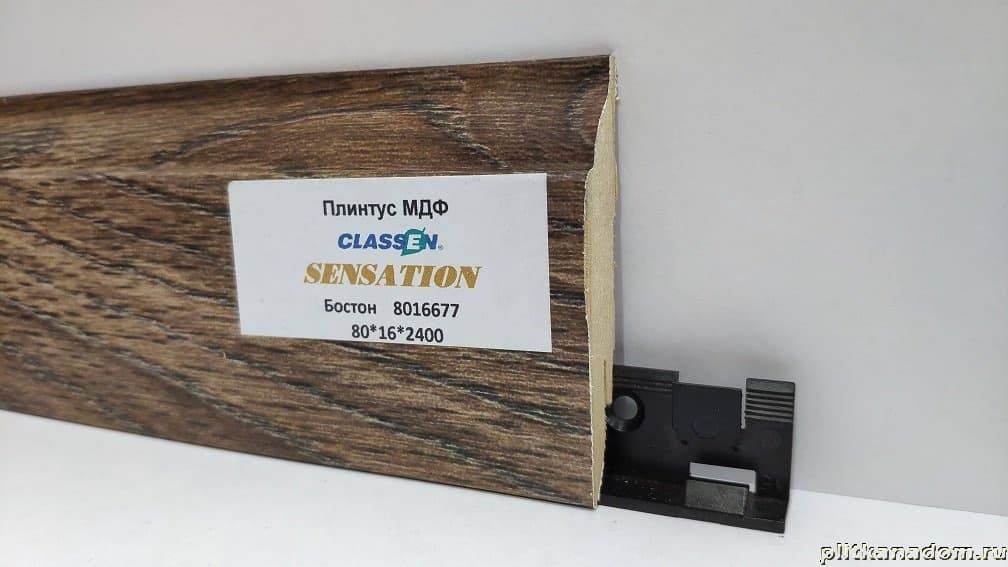 Плинтус МДФ
CLASSEN®
SENSATION
Бостон 8016677
80*16*2400
plitkanadom.ru